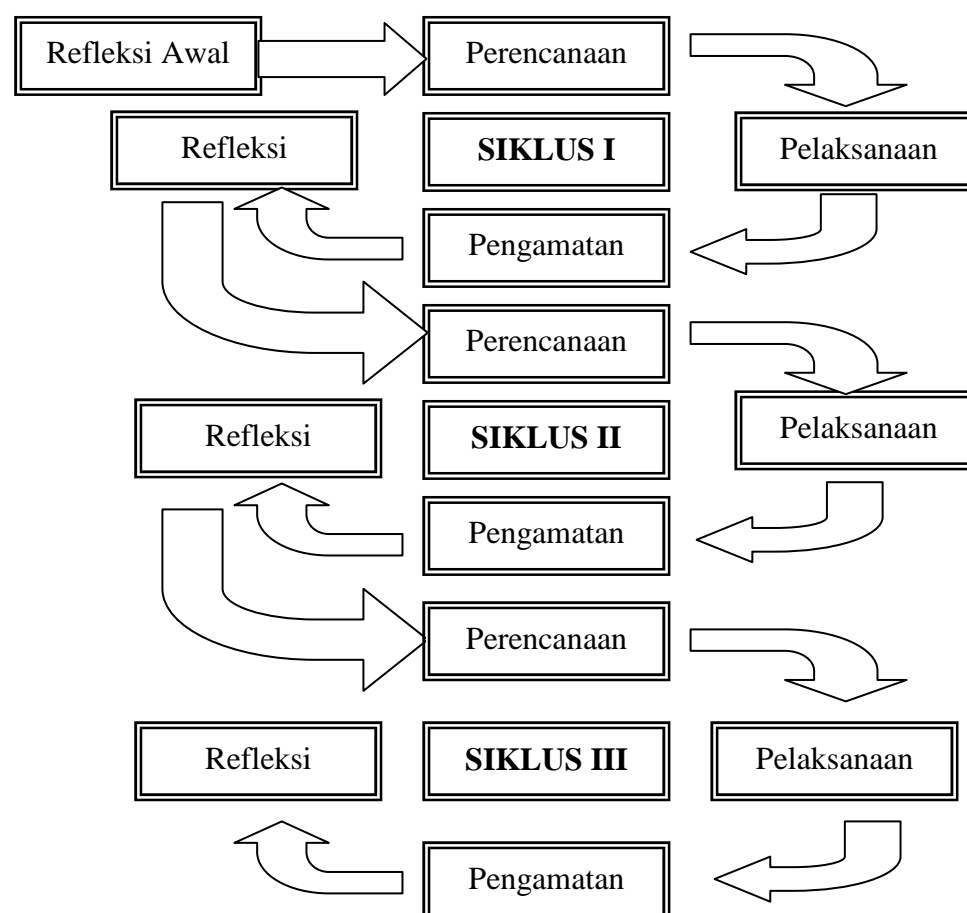 Refleksi Awal
Perencanaan
Refleksi
SIKLUS I
Pelaksanaan
Pengamatan
Perencanaan
Refleksi
SIKLUS II
Pelaksanaan
Pengamatan
Perencanaan
Refleksi
SIKLUS III
Pelaksanaan
Pengamatan